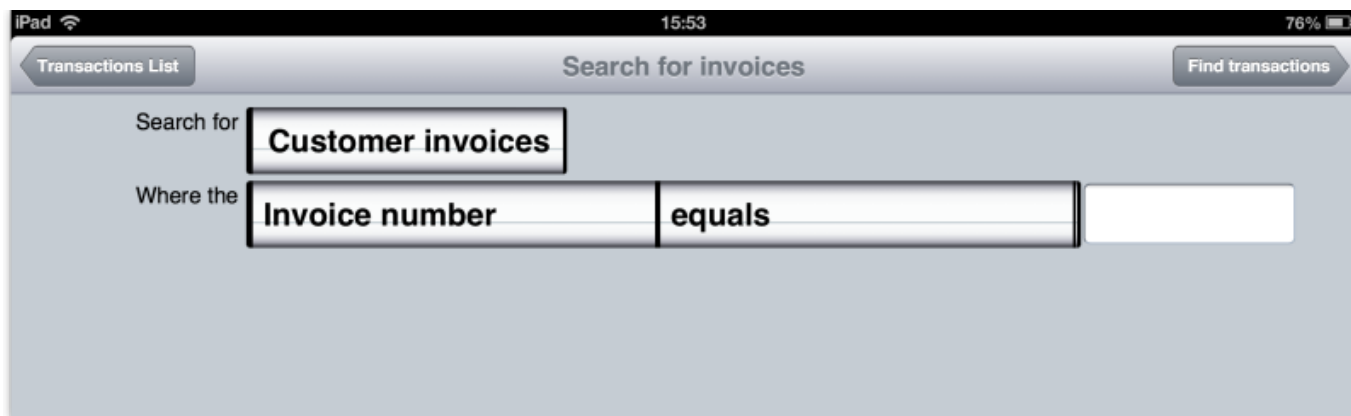 iPad 15:53 76%
Transactions List Search for invoices Find transactions
Search for Customer invoices
Where the Invoice number equals